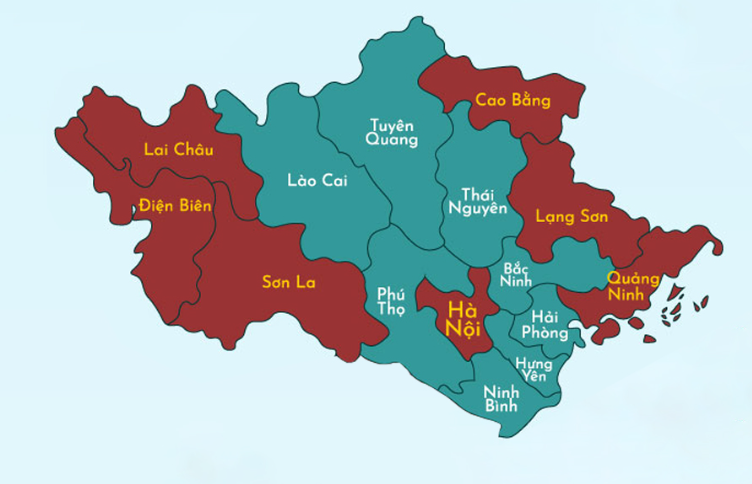 Cao Bằng
Tuyên
Quang
Lai Châu
Lào Cai
Thái
Nguyên
Điện Biên
Lạng Sơn
Sơn La
Bắc
Ninh
Quảng
Ninh
Phú
Thọ
Hà
Nội
Hải
Phòng
Hưng
Yên
Ninh
Bình